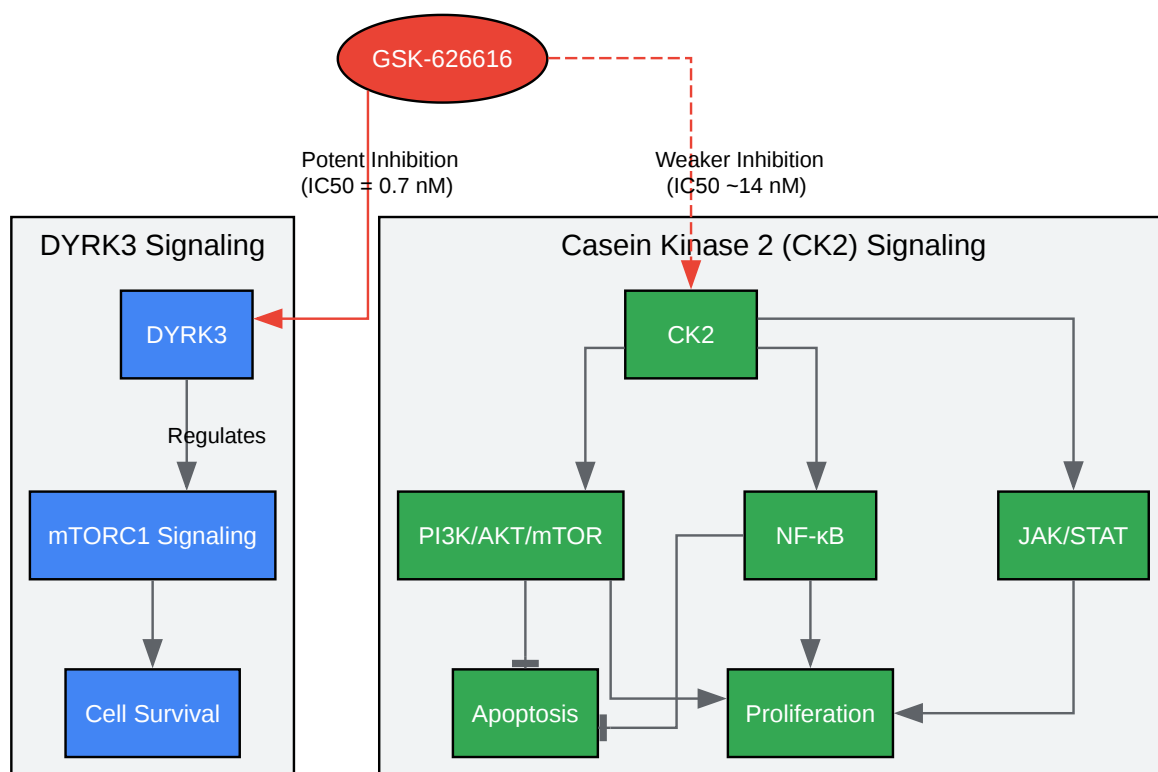 GSK-626616
Potent Inhibition
(IC50 = 0.7 nM)
Weaker Inhibition
(IC50 ~14 nM)
DYRK3 Signaling
DYRK3
Regulates
mTORC1 Signaling
Cell Survival
Casein Kinase 2 (CK2) Signaling
CK2
PI3K/AKT/mTOR
NF-κB
JAK/STAT
Apoptosis
Proliferation